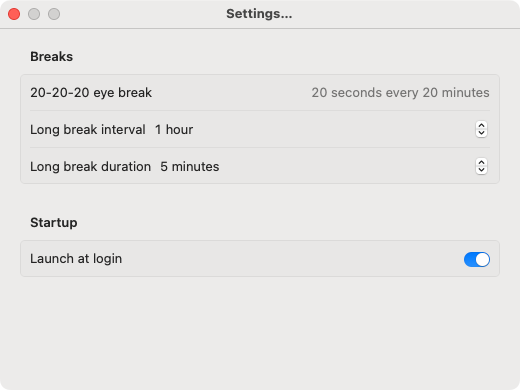 Settings...
Breaks
20-20-20 eye break 20 seconds every 20 minutes
Long break interval 1 hour
Long break duration 5 minutes
Startup
Launch at login